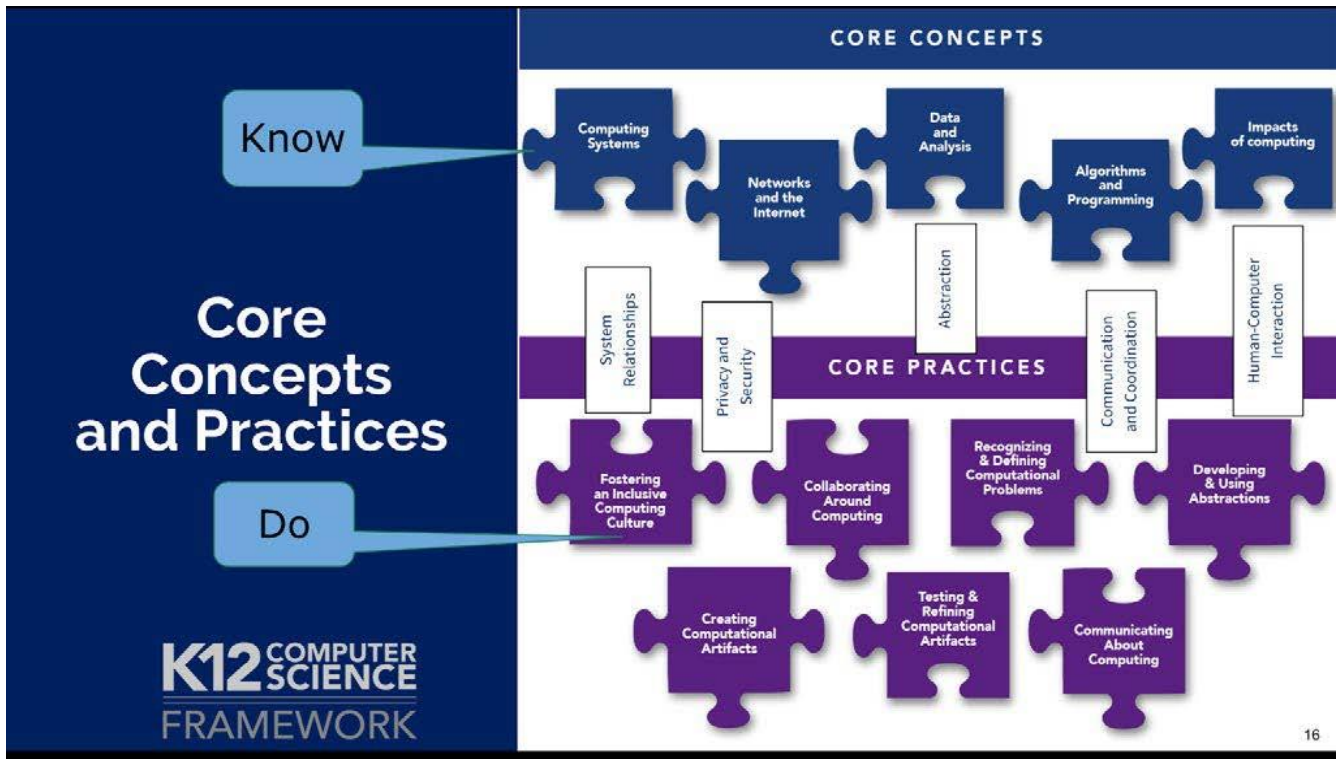 Know
Core
Concepts
and Practices
Do
K12 COMPUTER
SCIENCE
FRAMEWORK
CORE CONCEPTS
Computing
Systems
Networks
and the
Internet
Data
and
Analysis
Algorithms
and
Programming
Impacts
of computing
System
Relationships
Privacy and
Security
Abstraction
Communication
and Coordination
Human-Computer
Interaction
CORE PRACTICES
Fostering
an Inclusive
Computing
Culture
Collaborating
Around
Computing
Recognizing
& Defining
Computational
Problems
Developing
& Using
Abstractions
Creating
Computational
Artifacts
Testing &
Refining
Computational
Artifacts
Communicating
About
Computing
16